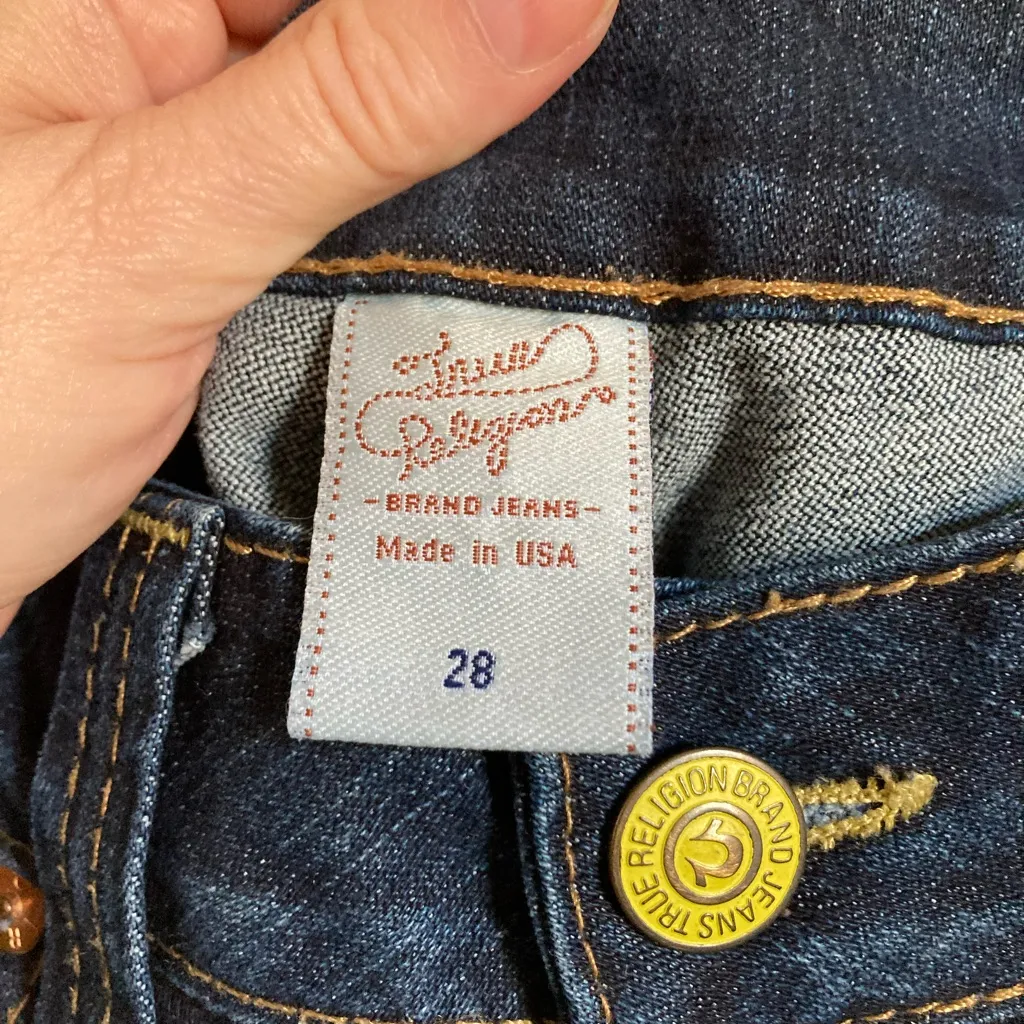 True
Religion
-BRAND JEANS-
Made in USA
28
TRUE RELIGION BRAND JEANS